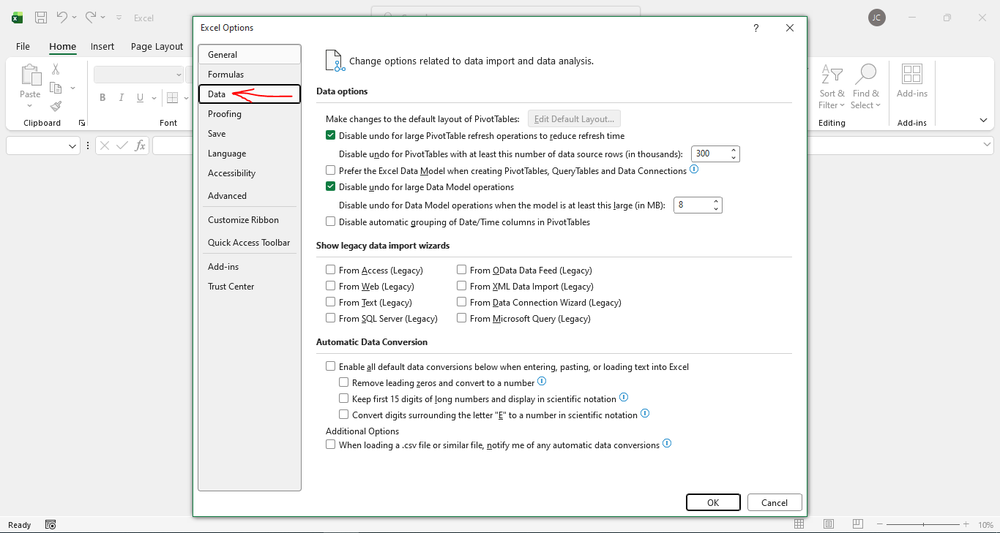 Excel
Search
JC
File
Home
Insert
Page Layout
Paste
Clipboard
B I U
Font
Sort &
Filter
Find &
Select
Editing
Add-ins
Add-ins
fx
Excel Options
?
General
Formulas
Data
Proofing
Save
Language
Accessibility
Advanced
Customize Ribbon
Quick Access Toolbar
Add-ins
Trust Center
Change options related to data import and data analysis.
Data options
Make changes to the default layout of PivotTables: Edit Default Layout...
Disable undo for large PivotTable refresh operations to reduce refresh time
Disable undo for PivotTables with at least this number of data source rows (in thousands): 300
Prefer the Excel Data Model when creating PivotTables, QueryTables and Data Connections
Disable undo for large Data Model operations
Disable undo for Data Model operations when the model is at least this large (in MB): 8
Disable automatic grouping of Date/Time columns in PivotTables
Show legacy data import wizards
From Access (Legacy) From OData Data Feed (Legacy)
From Web (Legacy) From XML Data Import (Legacy)
From Text (Legacy) From Data Connection Wizard (Legacy)
From SQL Server (Legacy) From Microsoft Query (Legacy)
Automatic Data Conversion
Enable all default data conversions below when entering, pasting, or loading text into Excel
Remove leading zeros and convert to a number
Keep first 15 digits of long numbers and display in scientific notation
Convert digits surrounding the letter "E" to a number in scientific notation
Additional Options
When loading a .csv file or similar file, notify me of any automatic data conversions
OK Cancel
Ready
10%